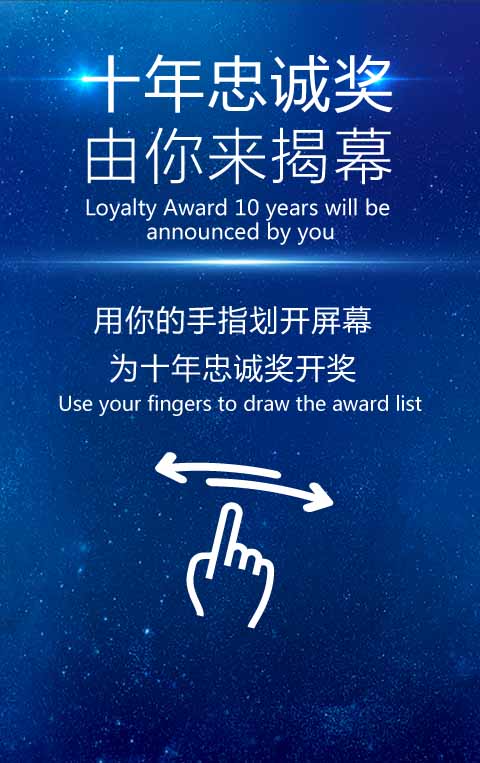 十年忠诚奖
由你来揭幕
Loyalty Award 10 years will be
announced by you
用你的手指划开屏幕
为十年忠诚奖开奖
Use your fingers to draw the award list